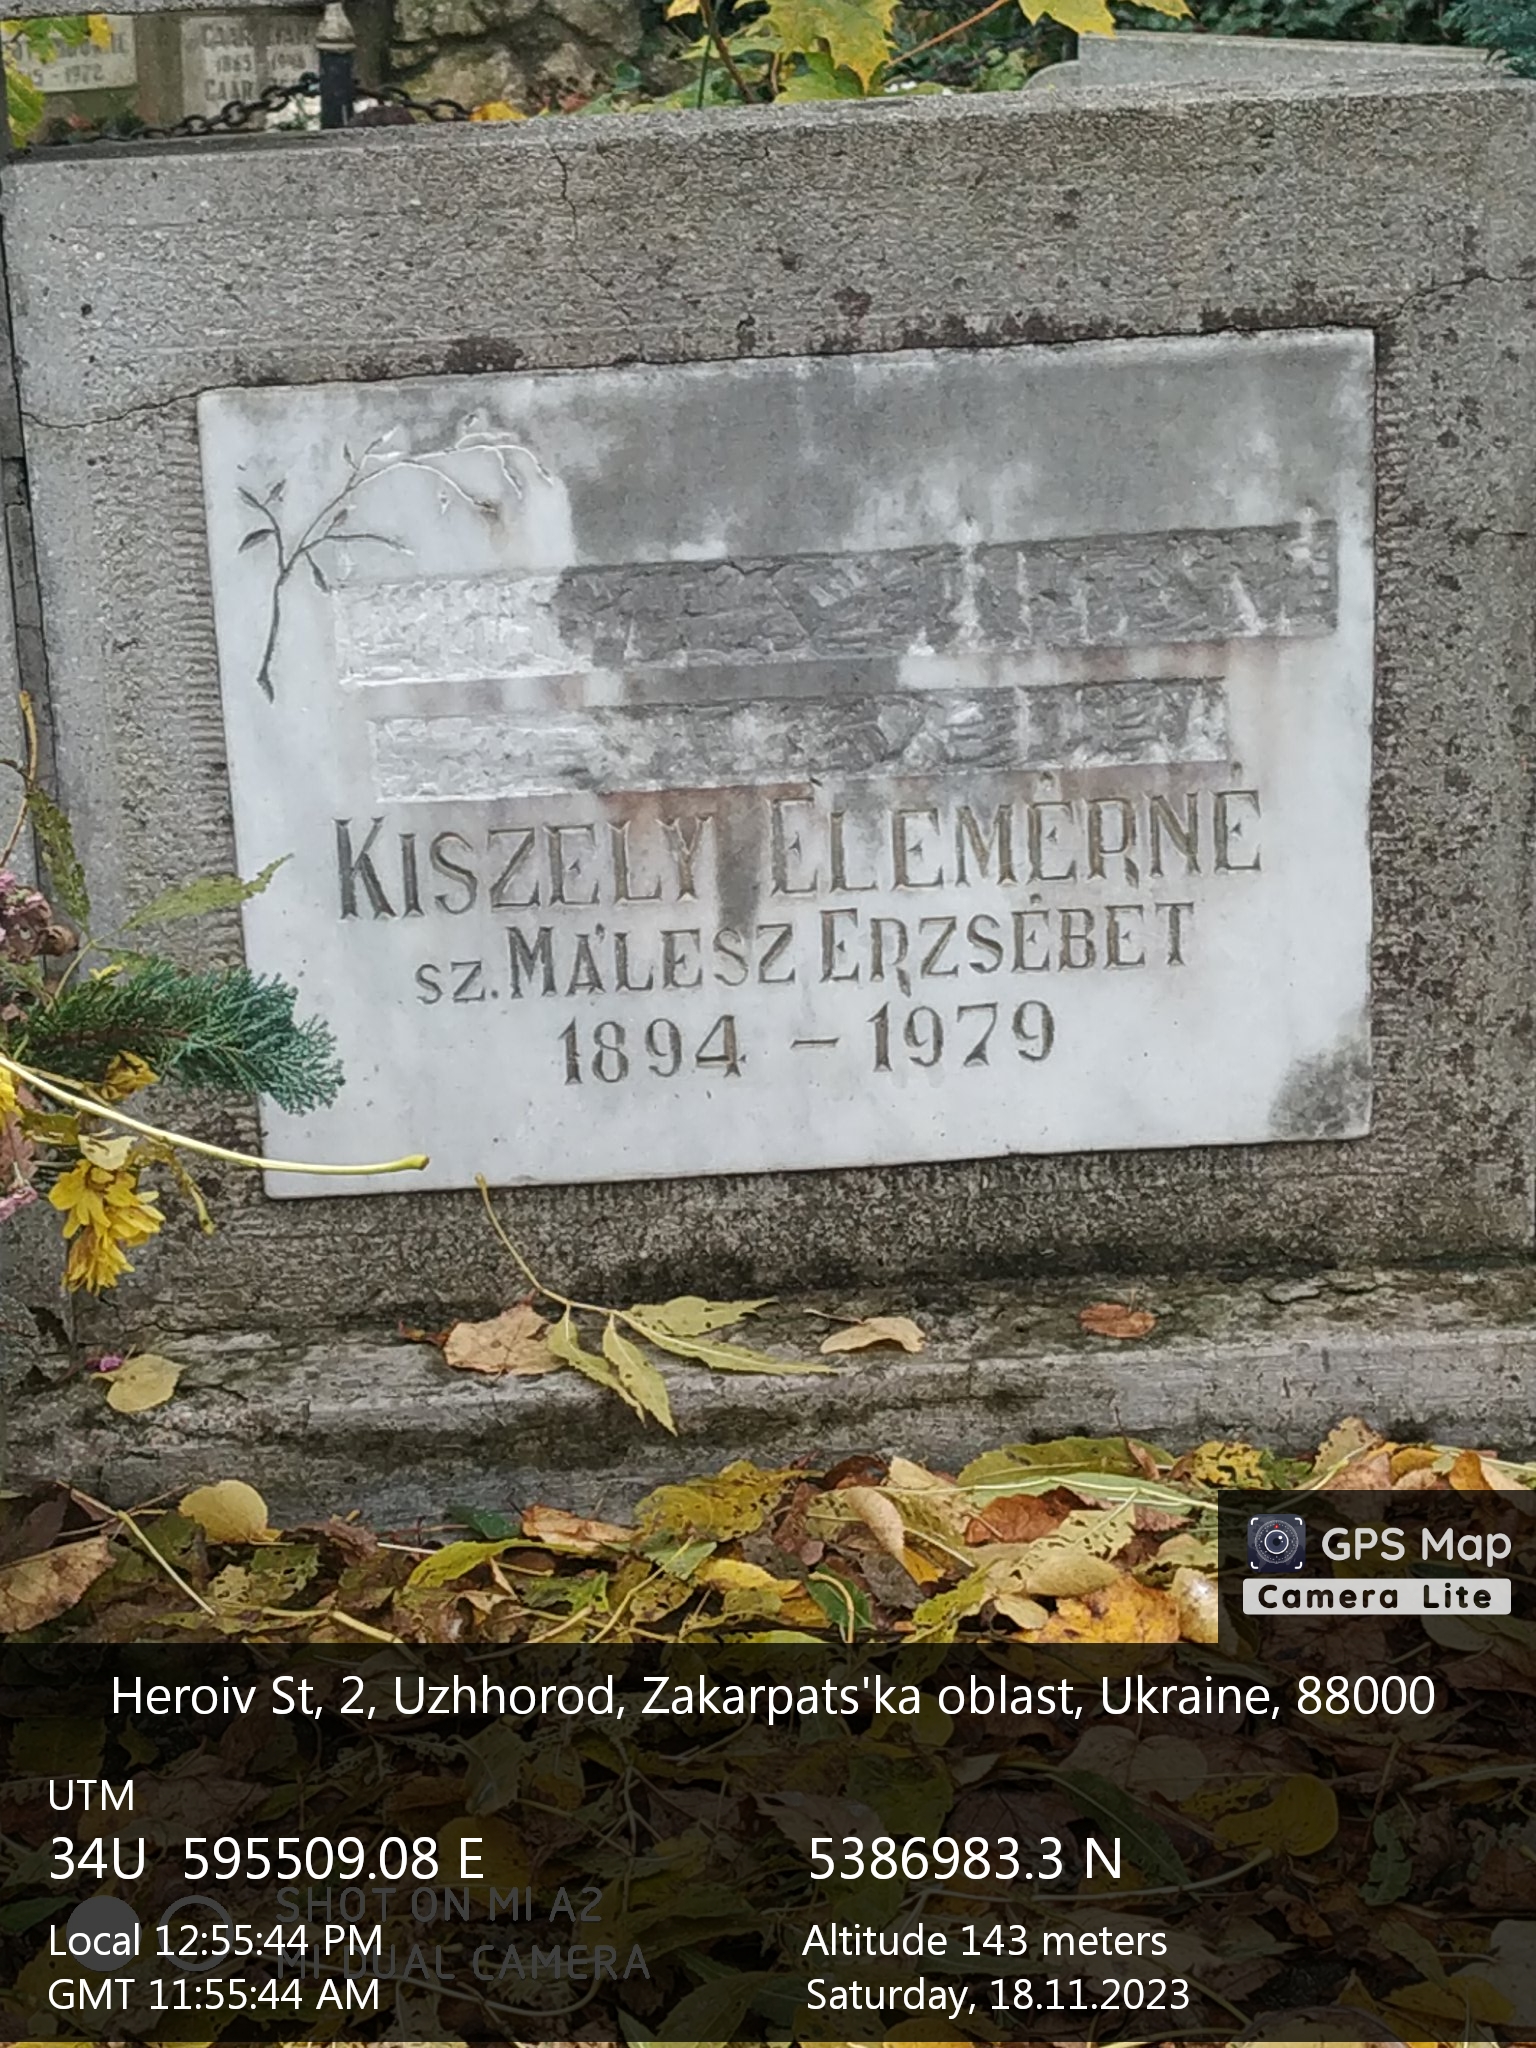 1972
KISZELY ELEMÉRNÉ
SZ. MÁLESZ ERZSÉBET
1894 – 1979
GPS Map
Camera Lite
Heroiv St, 2, Uzhhorod, Zakarpats'ka oblast, Ukraine, 88000
UTM
34U 595509.08 E 5386983.3 N
SHOT ON MI A2
MI DUAL CAMERA
Local 12:55:44 PM Altitude 143 meters
GMT 11:55:44 AM Saturday, 18.11.2023